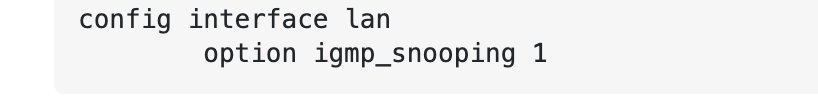 config interface lan
        option igmp_snooping 1